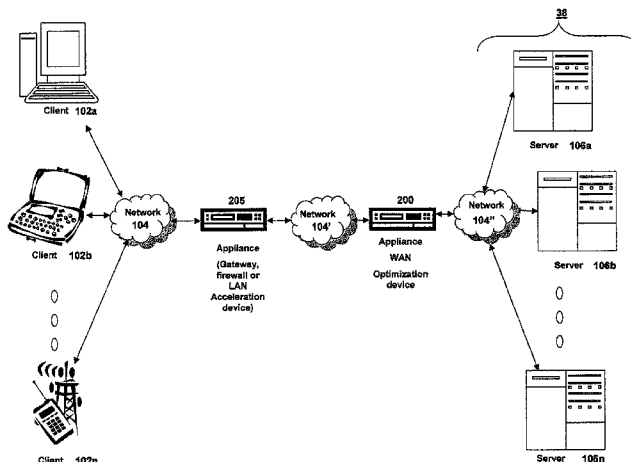 38
Client 102a
Server 106a
205
200
Network
104
Network
104'
Network
104''
Client 102b
Appliance
(Gateway,
firewall or
LAN
Acceleration
device)
Appliance
WAN
Optimization
device
Server 106b
Client 102n
Server 106n